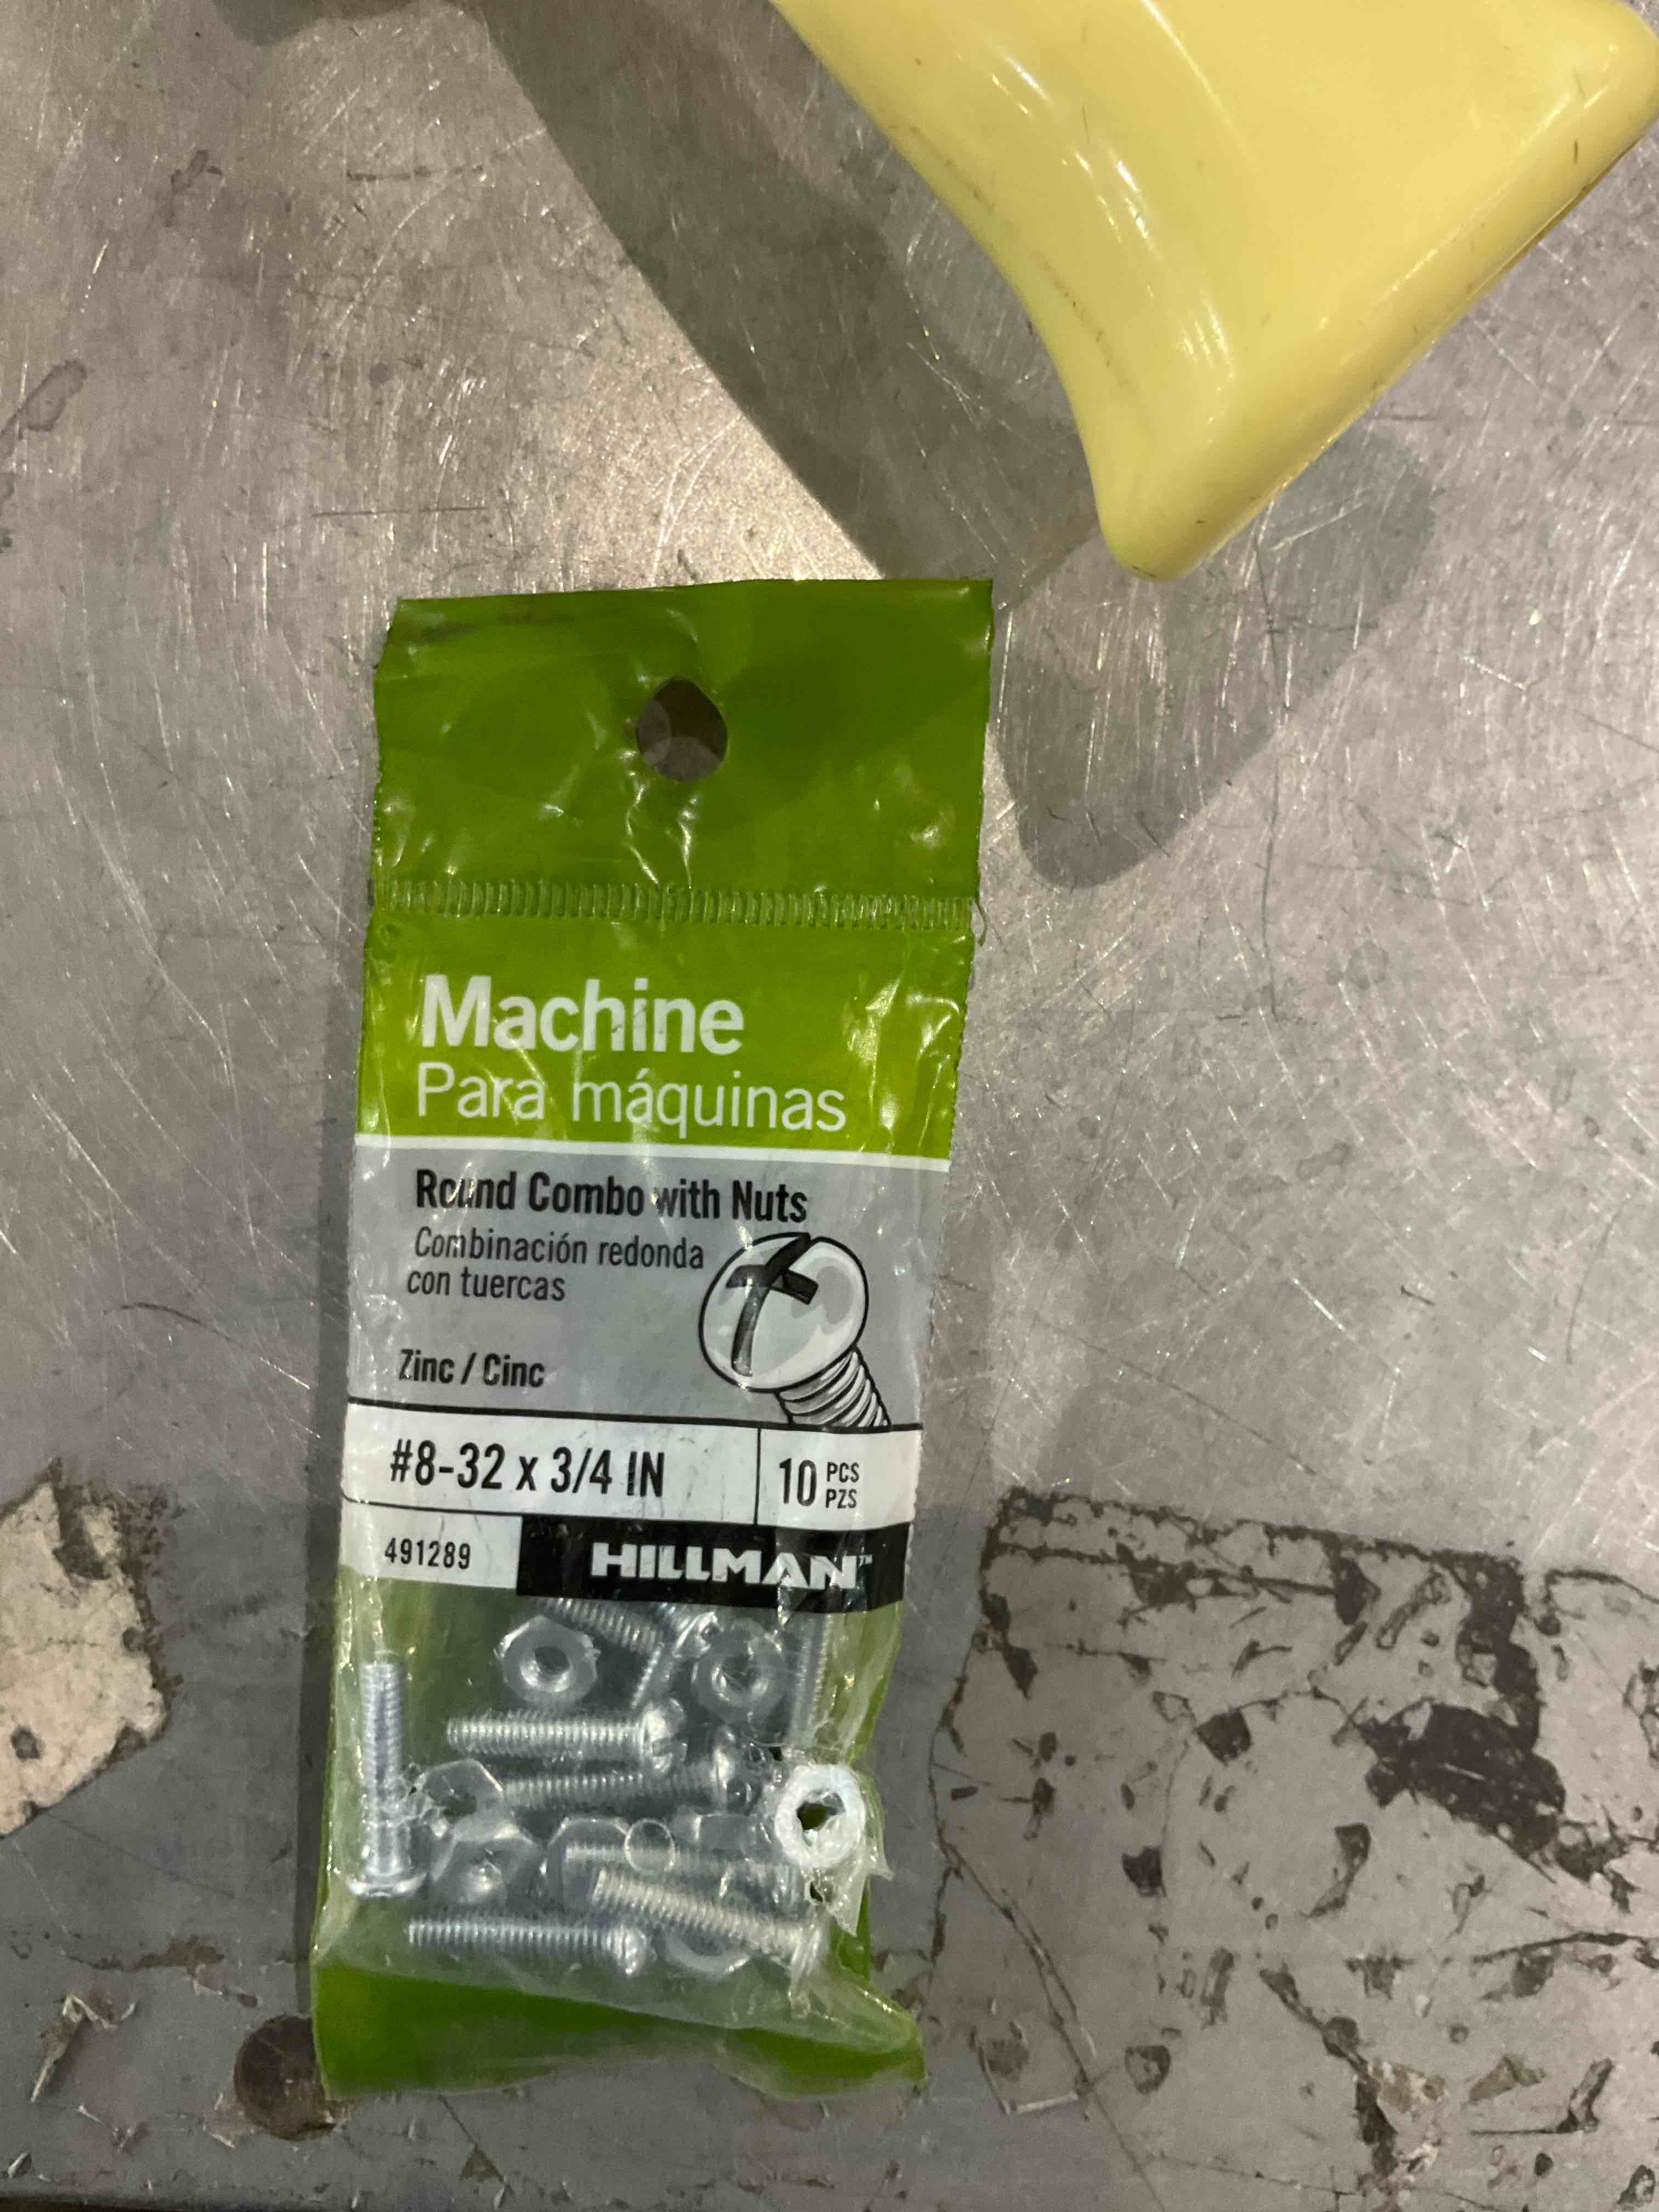 Machine
Para máquinas
Round Combo with Nuts
Combinación redonda
con tuercas
Zinc / Cinc
#8-32 x 3/4 IN
10 PCS
PZS
491289
HILLMAN™